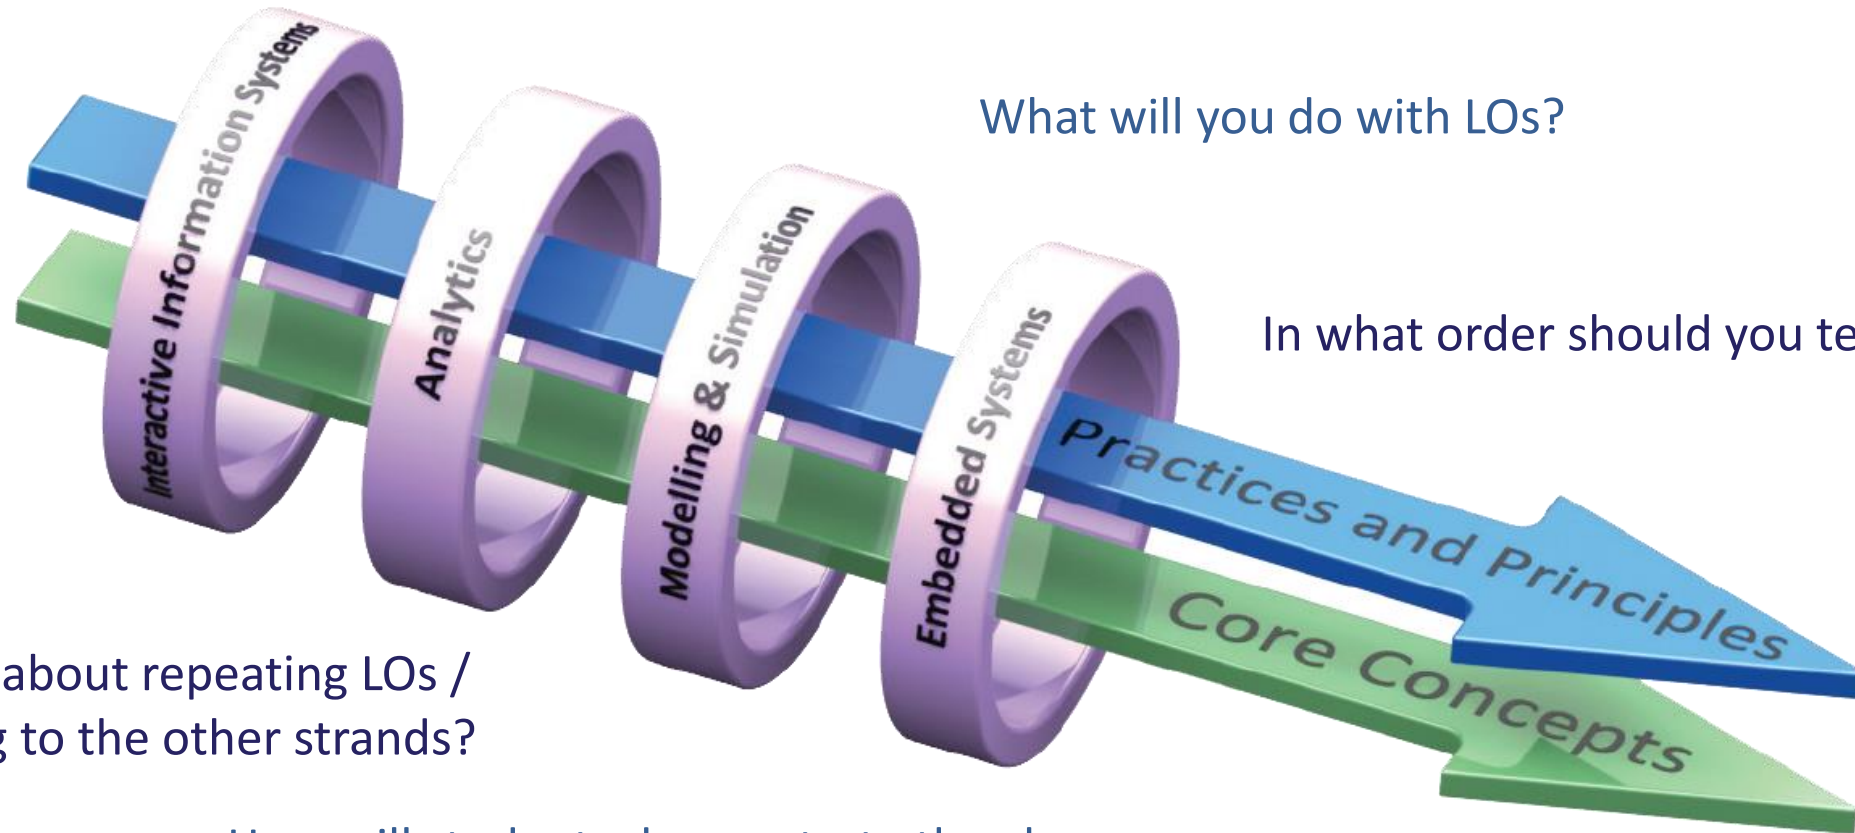 Interactive Information Systems
Analytics
Modelling & Simulation
Embedded Systems
What will you do with LOs?
In what order should you te
Practices and Principles
Core Concepts
about repeating LOs /
g to the other strands?